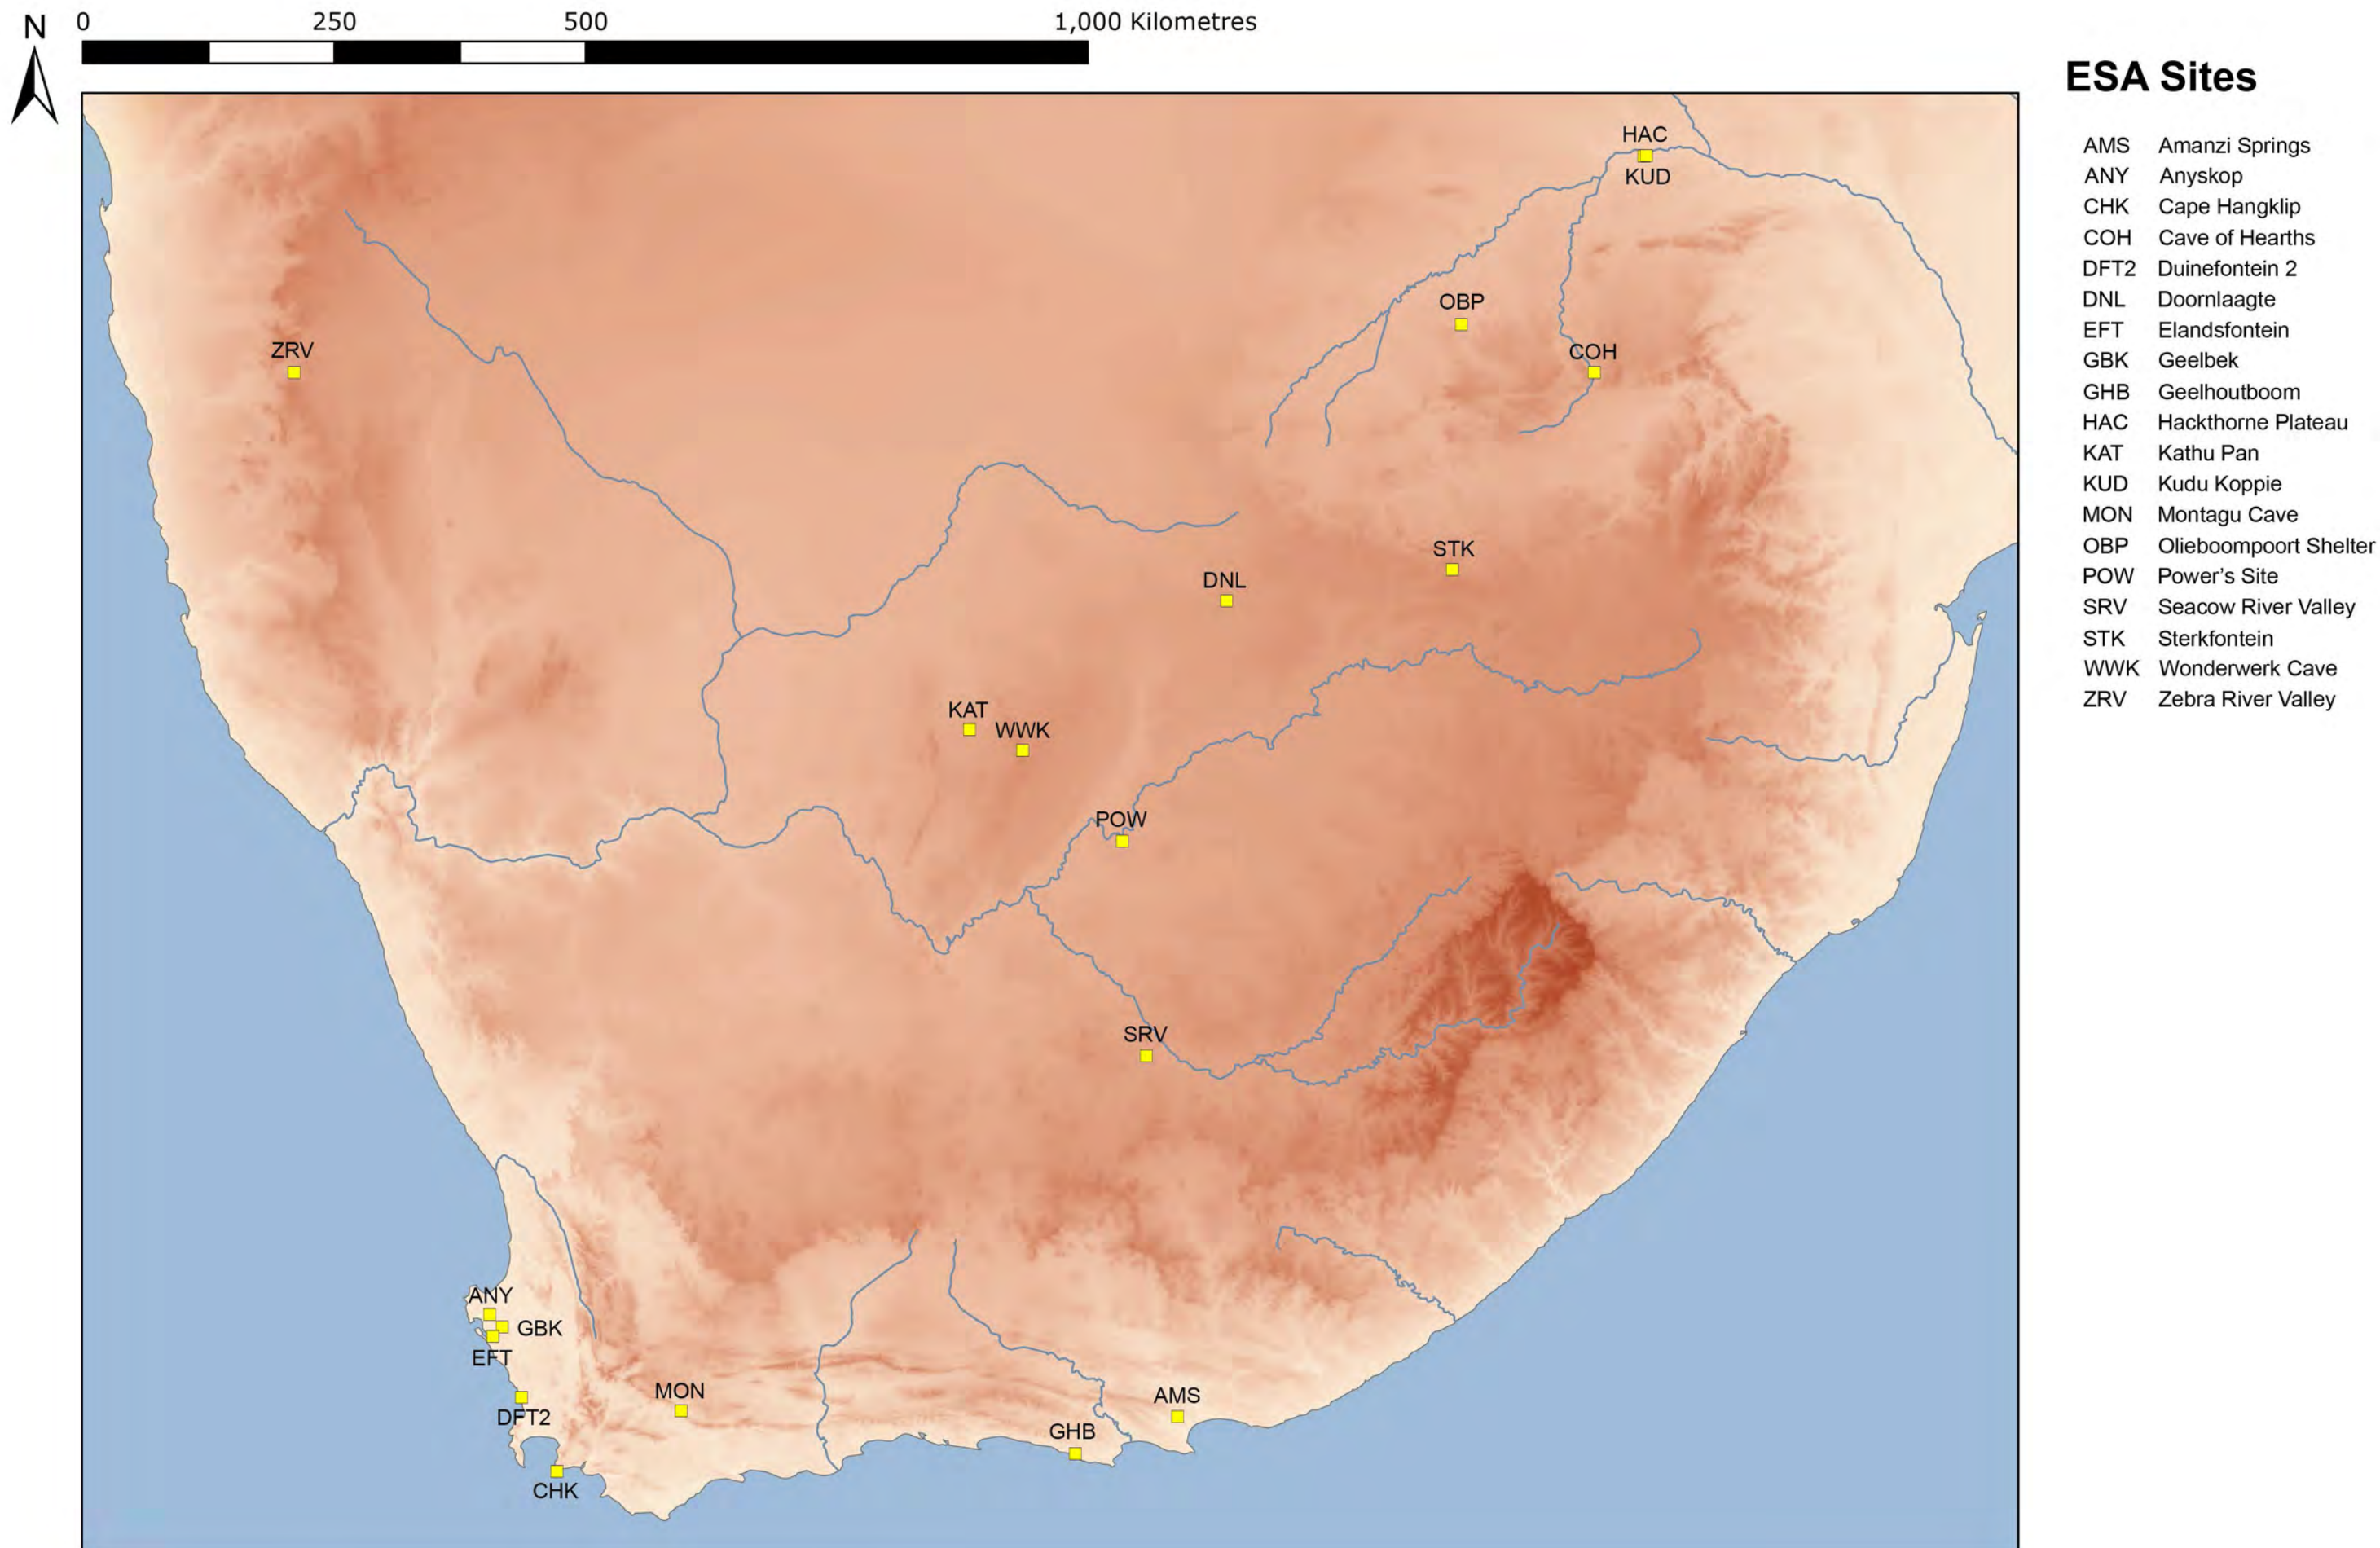 N
0 250 500 1,000 Kilometres
ESA Sites
AMS Amanzi Springs
ANY Anyskop
CHK Cape Hangklip
COH Cave of Hearths
DFT2 Duinefontein 2
DNL Doornlaagte
EFT Elandsfontein
GBK Geelbek
GHB Geelhoutboom
HAC Hackthorne Plateau
KAT Kathu Pan
KUD Kudu Koppie
MON Montagu Cave
OBP Olieboompoort Shelter
POW Power's Site
SRV Seacow River Valley
STK Sterkfontein
WWK Wonderwerk Cave
ZRV Zebra River Valley
HAC
KUD
OBP
ZRV
COH
STK
DNL
KAT
WWK
POW
SRV
ANY
GBK
EFT
MON
AMS
DFT2
GHB
CHK